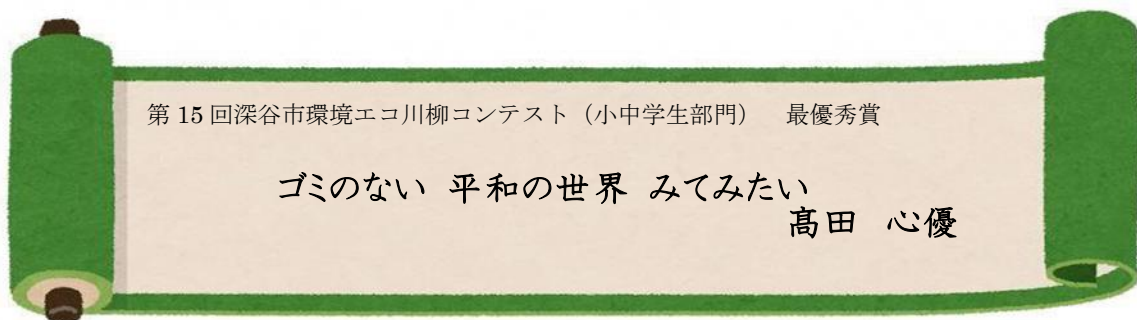 第 15 回深谷市環境エコ川柳コンテスト（小中学生部門）　最優秀賞
ゴミのない 平和の世界 みてみたい
髙田　心優